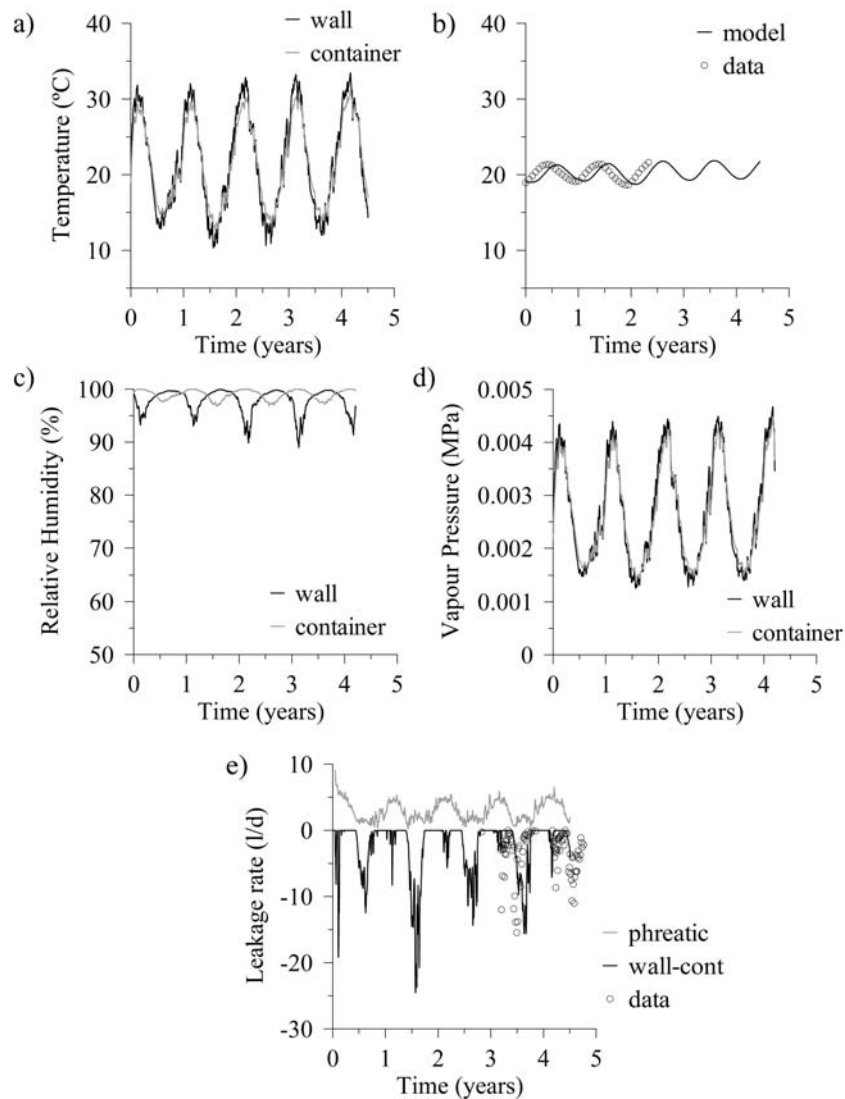 a)
40
30
20
10
Temperature (ºC)
wall
container
0 1 2 3 4 5
Time (years)
b)
40
30
20
10
model
data
0 1 2 3 4 5
Time (years)
c)
100
90
80
70
60
50
Relative Humidity (%)
wall
container
0 1 2 3 4 5
Time (years)
d)
0.005
0.004
0.003
0.002
0.001
0
Vapour Pressure (MPa)
wall
container
0 1 2 3 4 5
Time (years)
e)
10
0
-10
-20
-30
Leakage rate (l/d)
phreatic
wall-cont
data
0 1 2 3 4 5
Time (years)